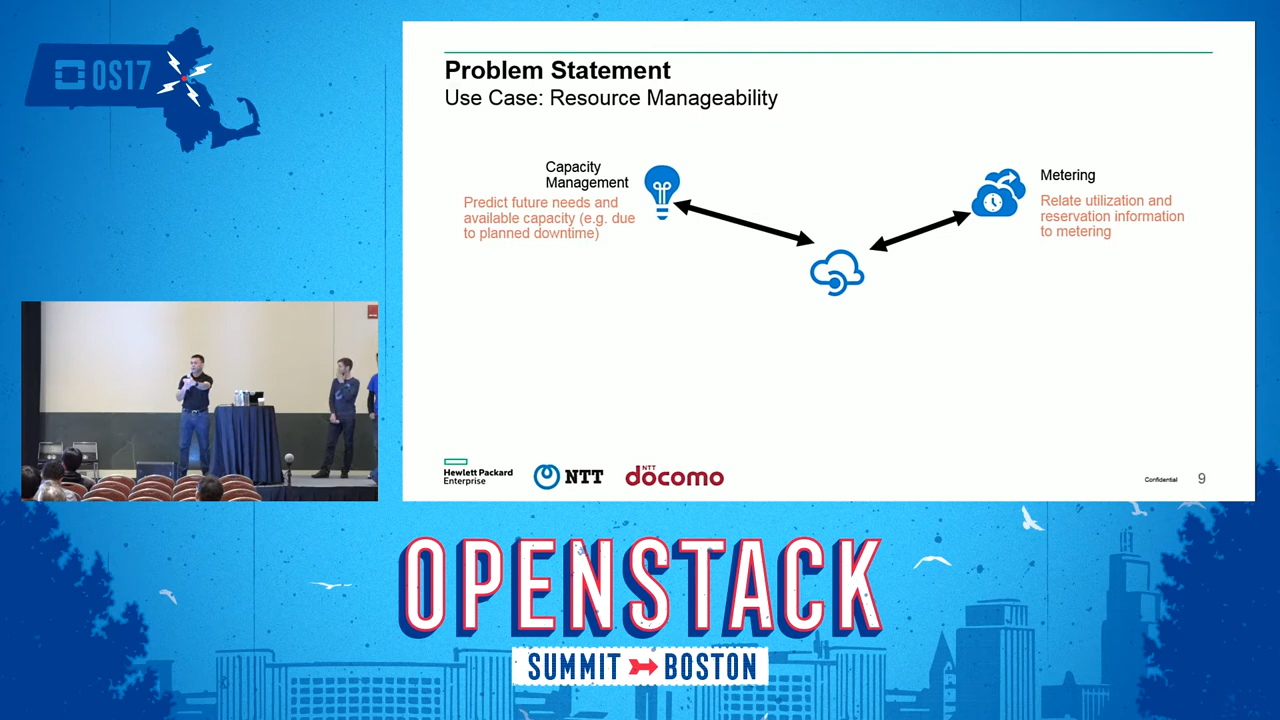 OS17
Problem Statement
Use Case: Resource Manageability
Capacity
Management
Predict future needs and
available capacity (e.g. due
to planned downtime)
Metering
Relate utilization and
reservation information
to metering
Hewlett Packard
Enterprise
NTT
NTT
docomo
Confidential
9
OPENSTACK
SUMMIT BOSTON